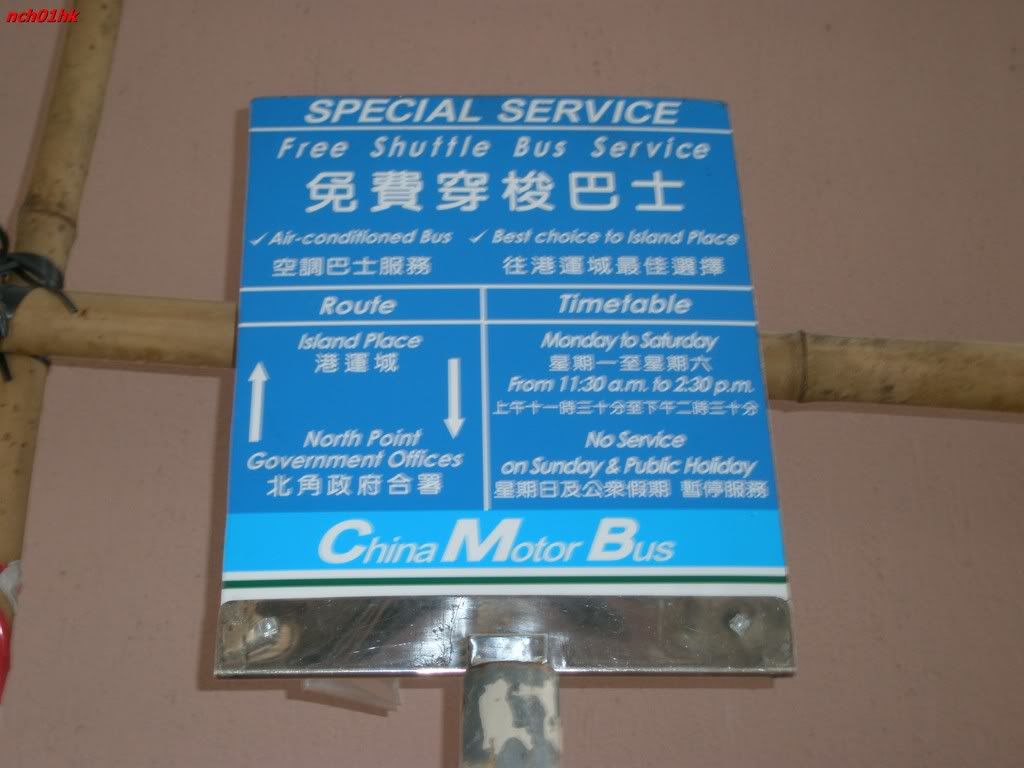 nch01hk
SPECIAL SERVICE
Free Shuttle Bus Service
免費穿梭巴士
✓ Air-conditioned Bus
空調巴士服務
✓ Best choice to Island Place
往港運城最佳選擇
Route
Island Place
港運城
North Point
Government Offices
北角政府合署
Timetable
Monday to Saturday
星期一至星期六
From 11:30 a.m. to 2:30 p.m.
上午十一時三十分至下午二時三十分
No Service
on Sunday & Public Holiday
星期日及公眾假期 暫停服務
China Motor Bus